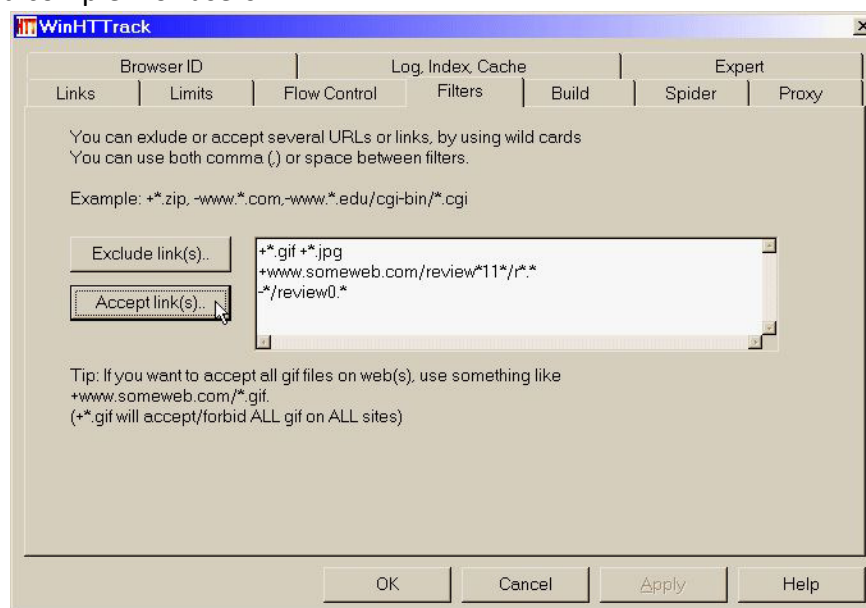 WinHTTrack
Browser ID Log, Index, Cache Expert
Links Limits Flow Control Filters Build Spider Proxy
You can exlude or accept several URLs or links, by using wild cards
You can use both comma (,) or space between filters.
Example: +*.zip, -www.*.com,-www.*.edu/cgi-bin/*.cgi
Exclude link(s)..
Accept link(s)..
+*.gif +*.jpg
+www.someweb.com/review*11*/r*.*
-*/review0.*
Tip: If you want to accept all gif files on web(s), use something like
+www.someweb.com/*.gif.
(+*.gif will accept/forbid ALL gif on ALL sites)
OK Cancel Apply Help